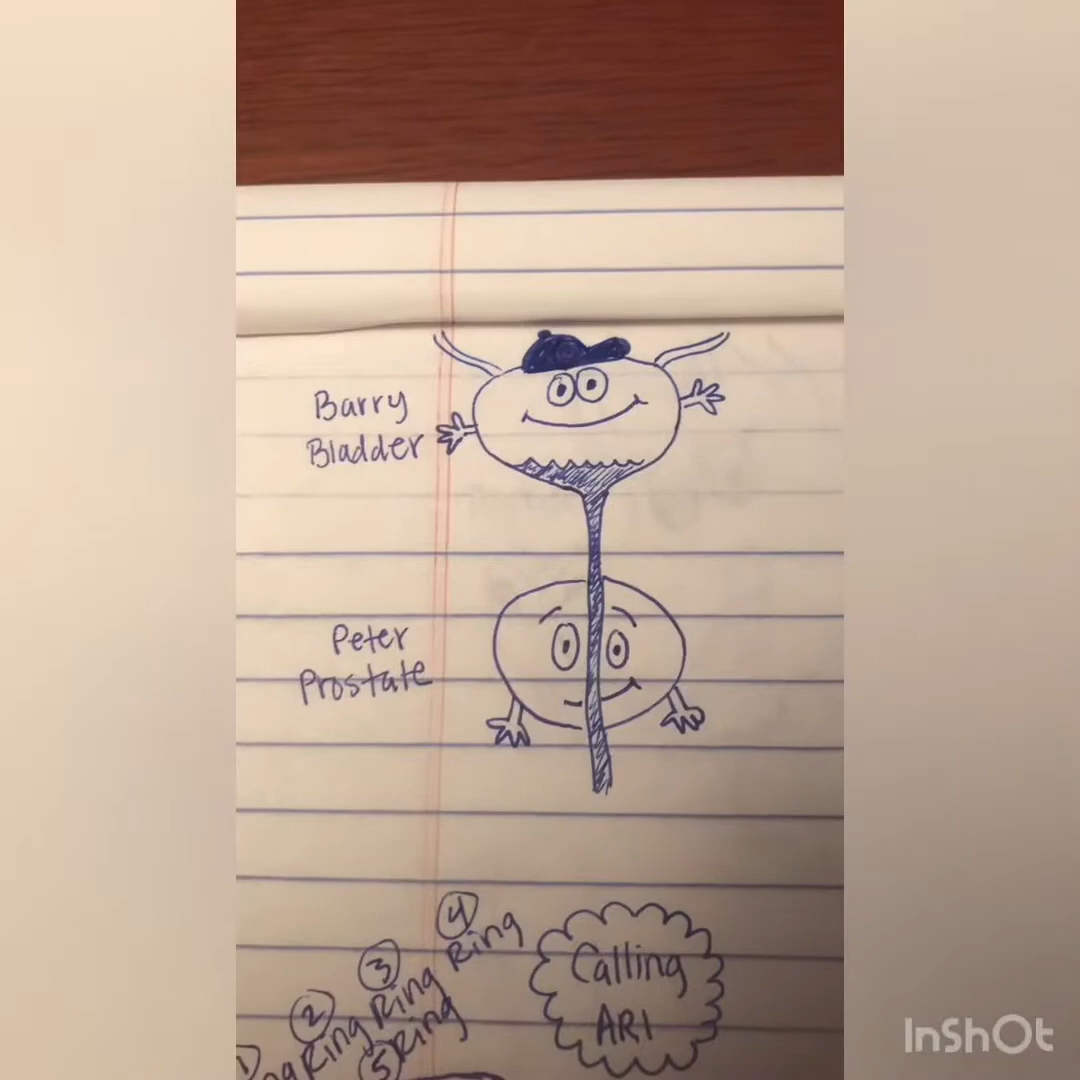 Barry
Bladder
Peter
Prostate
4
Ring
3
Ring
2
Ring
5 Ring
Calling
ARI
InShOt